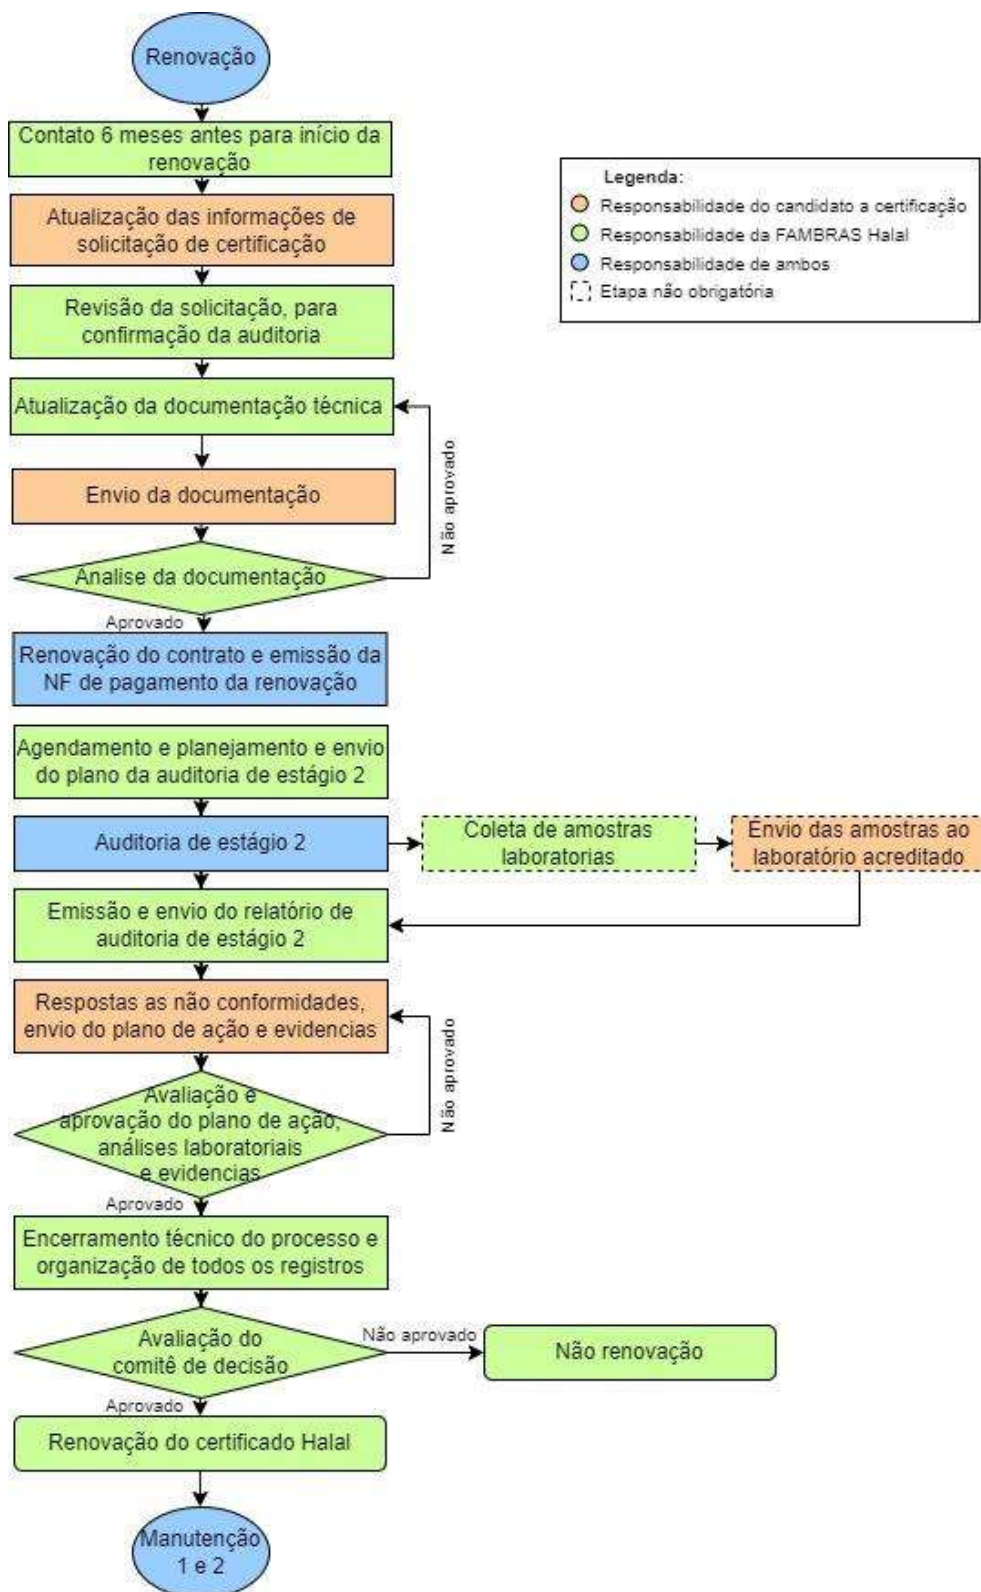 Renovação
Contato 6 meses antes para início da
renovação
Legenda:
Responsabilidade do candidato a certificação
Responsabilidade da FAMBRAS Halal
Responsabilidade de ambos
Etapa não obrigatória
Atualização das informações de
solicitação de certificação
Revisão da solicitação, para
confirmação da auditoria
Atualização da documentação técnica
Não aprovado
Envio da documentação
Analise da documentação
Aprovado
Renovação do contrato e emissão da
NF de pagamento da renovação
Agendamento e planejamento e envio
do plano da auditoria de estágio 2
Auditoria de estágio 2
Coleta de amostras
laboratorias
Envio das amostras ao
laboratório acreditado
Emissão e envio do relatório de
auditoria de estágio 2
Respostas as não conformidades,
envio do plano de ação e evidencias
Não aprovado
Avaliação e
aprovação do plano de ação,
análises laboratoriais
e evidencias
Aprovado
Encerramento técnico do processo e
organização de todos os registros
Avaliação do
comitê de decisão
Não aprovado
Não renovação
Aprovado
Renovação do certificado Halal
Manutenção
1 e 2